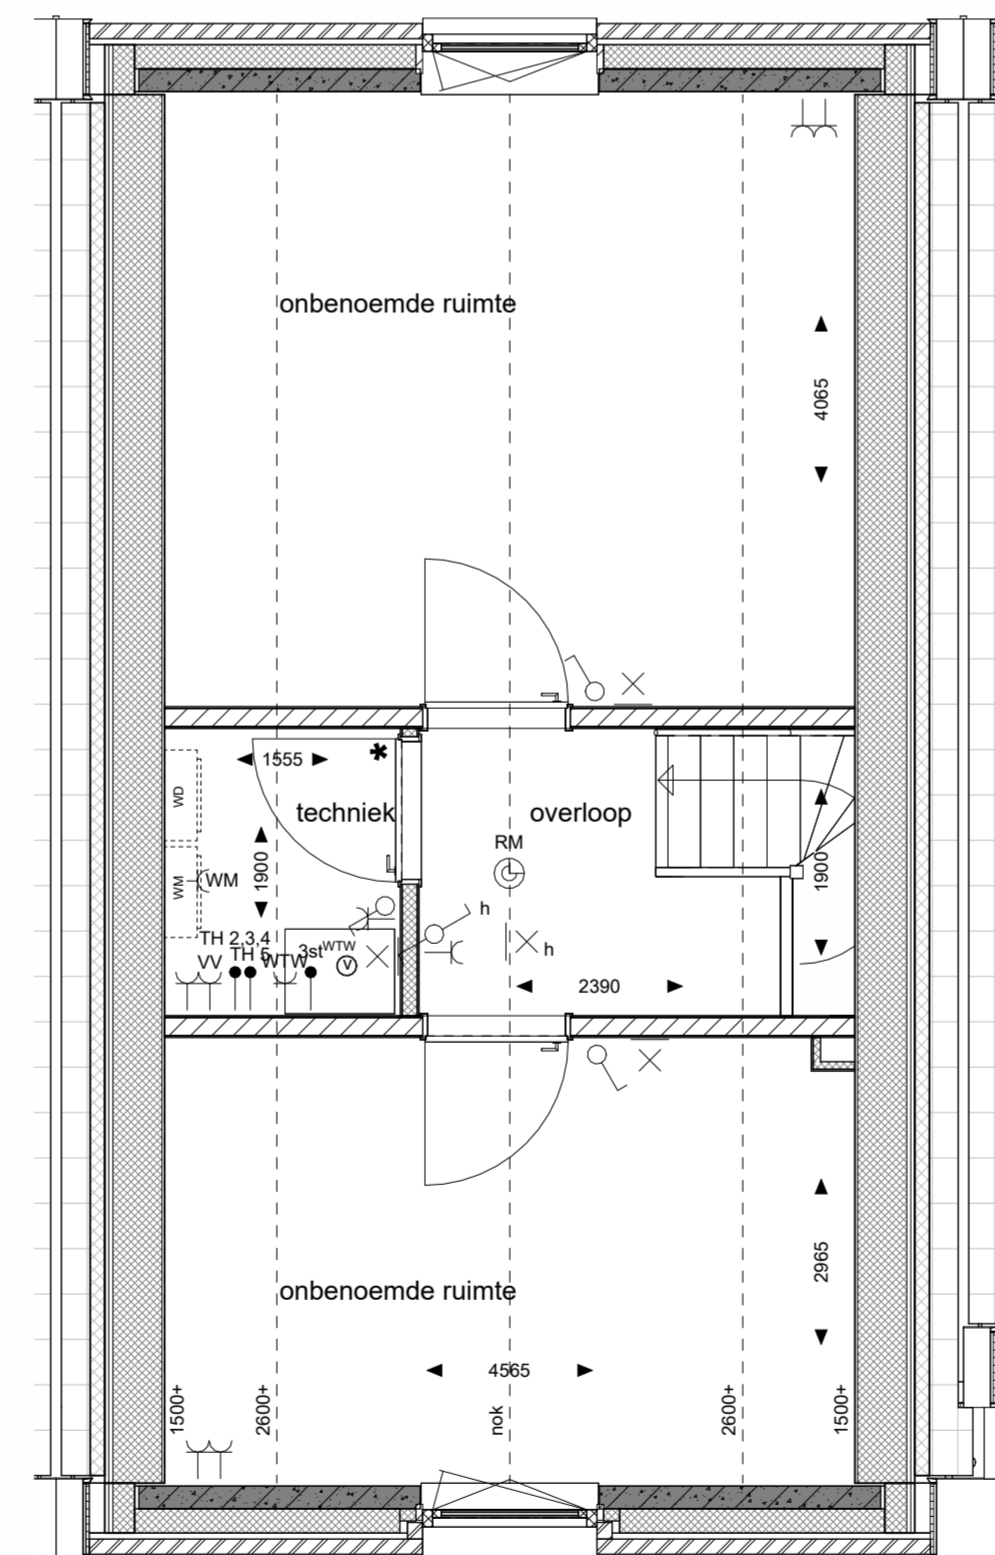 onbenoemde ruimte
4065
1555
techniek
overloop
WD
RM
WM
WM
1900
1900
h
h
TH 2,3,4
TH 5
VV
WTW
3st
WTW
V
2390
onbenoemde ruimte
2965
4565
1500+
2600+
nok
2600+
1500+